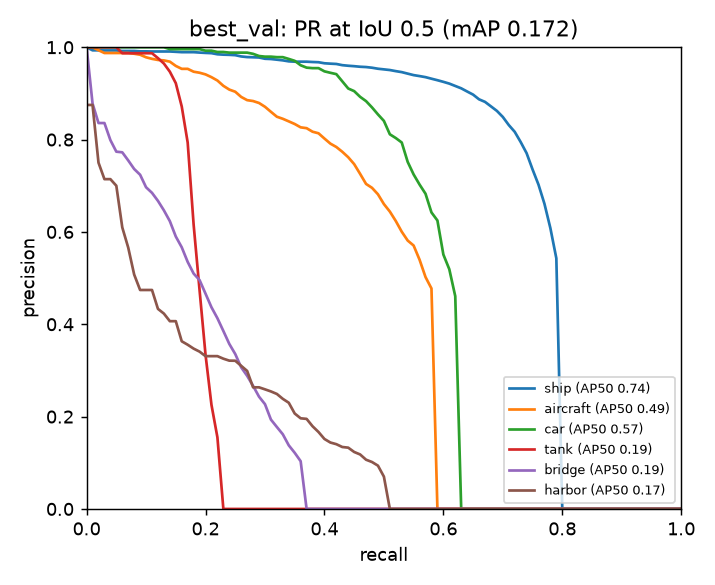 best_val: PR at IoU 0.5 (mAP 0.172)
1.0
0.8
0.6
0.4
0.2
0.0
precision
ship (AP50 0.74)
aircraft (AP50 0.49)
car (AP50 0.57)
tank (AP50 0.19)
bridge (AP50 0.19)
harbor (AP50 0.17)
0.0 0.2 0.4 0.6 0.8 1.0
recall